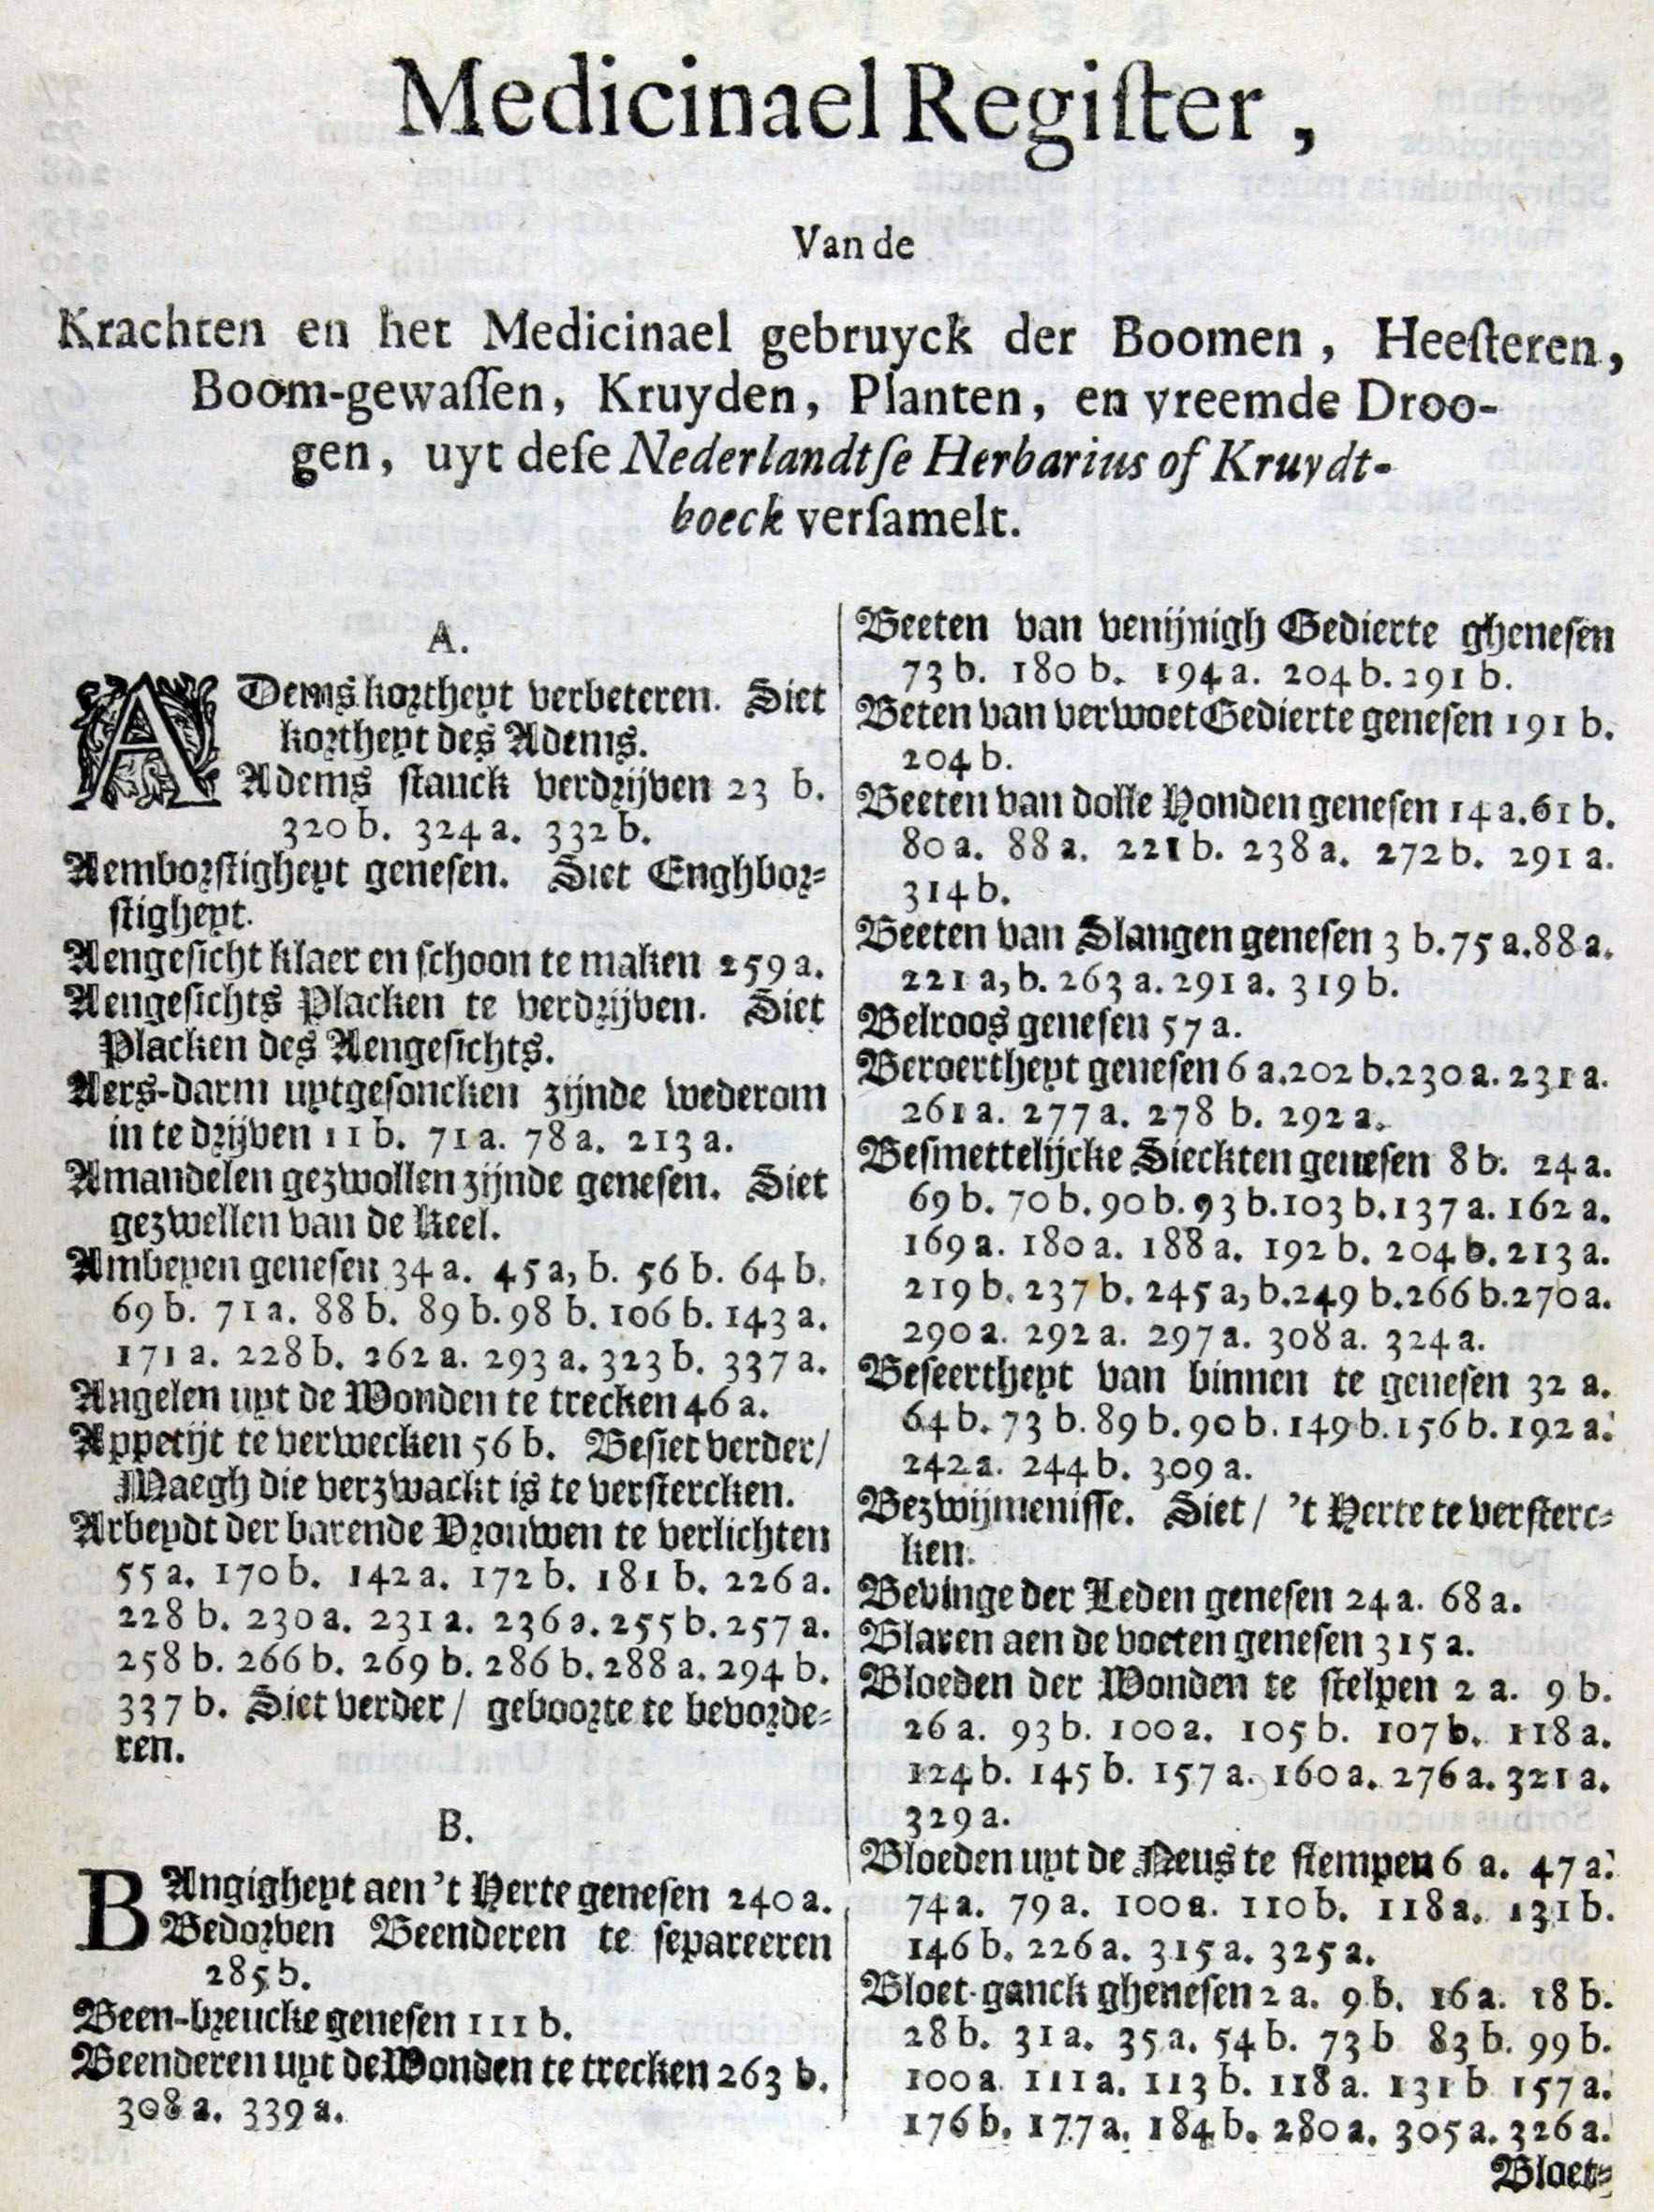 Medicinael Regiſter,
Van de
Krachten en het Medicinael gebruyck der Boomen, Heeſteren,
Boom-gewaſſen, Kruyden, Planten, en vreemde Droo-
gen, uyt deſe Nederlandtſe Herbarius of Kruydt-
boeck verſamelt.
A.
ADems kortheyt verbeteren. Siet
kortheyt des Adems.
Adems ſtanck verdrijven 23 b.
320 b. 324 a. 332 b.
Aemborſtigheyt geneſen. Siet Enghbor-
ſtigheyt.
Aengeſicht klaer en ſchoon te maken 259 a.
Aengeſichts Placken te verdrijven. Siet
Placken des Aengeſichts.
Aers-darm uytgeſoncken zijnde wederom
in te drijven 11 b. 71 a. 78 a. 213 a.
Amandelen gezwollen zijnde geneſen. Siet
gezwellen van de Keel.
Ambeyen geneſen 34 a. 45 a, b. 56 b. 64 b.
69 b. 71 a. 88 b. 89 b. 98 b. 106 b. 143 a.
171 a. 228 b. 262 a. 293 a. 323 b. 337 a.
Angelen uyt de Wonden te trecken 46 a.
Appetijt te verwecken 56 b. Beſiet verder/
Maegh die verzwackt is te verſtercken.
Arbeydt der barende Vrouwen te verlichten
55 a. 170 b. 142 a. 172 b. 181 b. 226 a.
228 b. 230 a. 231 a. 236 a. 255 b. 257 a.
258 b. 266 b. 269 b. 286 b. 288 a. 294 b.
337 b. Siet verder / geboorte te bevorde-
ren.
B.
BAngigheyt aen 't Herte geneſen 240 a.
Bedorven Beenderen te ſepareeren
285 b.
Been-breucke geneſen 111 b.
Beenderen uyt de Wonden te trecken 263 b.
308 a. 339 a.
Beeten van venijnigh Gedierte gheneſen
73 b. 180 b. 194 a. 204 b. 291 b.
Beten van verwoet Gedierte geneſen 191 b.
204 b.
Beeten van dolle Honden geneſen 14 a. 61 b.
80 a. 88 a. 221 b. 238 a. 272 b. 291 a.
314 b.
Beeten van Slangen geneſen 3 b. 75 a. 88 a.
221 a, b. 263 a. 291 a. 319 b.
Belroos geneſen 57 a.
Beroertheyt geneſen 6 a. 202 b. 230 a. 231 a.
261 a. 277 a. 278 b. 292 a.
Beſmettelijcke Sieckten geneſen 8 b. 24 a.
69 b. 70 b. 90 b. 93 b. 103 b. 137 a. 162 a.
169 a. 180 a. 188 a. 192 b. 204 b. 213 a.
219 b. 237 b. 245 a, b. 249 b. 266 b. 270 a.
290 a. 292 a. 297 a. 308 a. 324 a.
Beſeertheyt van binnen te geneſen 32 a.
64 b. 73 b. 89 b. 90 b. 149 b. 156 b. 192 a.
242 a. 244 b. 309 a.
Bezwijmeniſſe. Siet / 't Herte te verſterc-
ken.
Bevinge der Leden geneſen 24 a. 68 a.
Blaren aen de voeten geneſen 315 a.
Bloeden der Wonden te ſtelpen 2 a. 9 b.
26 a. 93 b. 100 a. 105 b. 107 b. 118 a.
124 b. 145 b. 157 a. 160 a. 276 a. 321 a.
329 a.
Bloeden uyt de Neus te ſtempen 6 a. 47 a.
74 a. 79 a. 100 a. 110 b. 118 a. 131 b.
146 b. 226 a. 315 a. 325 a.
Bloet-ganck gheneſen 2 a. 9 b. 16 a. 18 b.
28 b. 31 a. 35 a. 54 b. 73 b 83 b. 99 b.
100 a 111 a. 113 b. 118 a. 131 b 157 a.
176 b. 177 a. 184 b. 280 a. 305 a. 326 a.
Bloet-